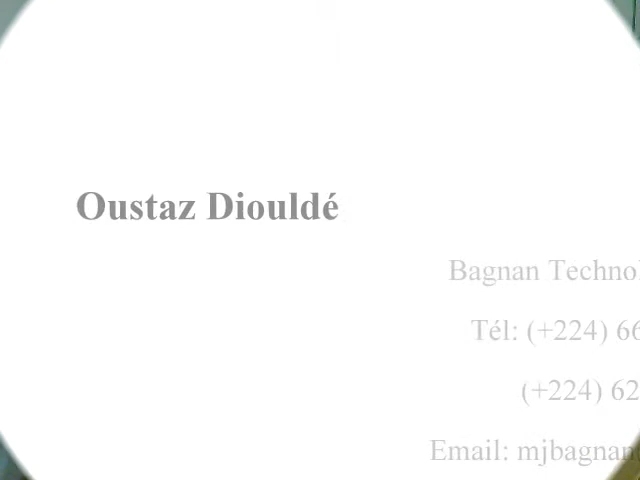 Oustaz Diouldé
Bagnan Techno
Tél: (+224) 66
(+224) 62
Email: mjbagnan